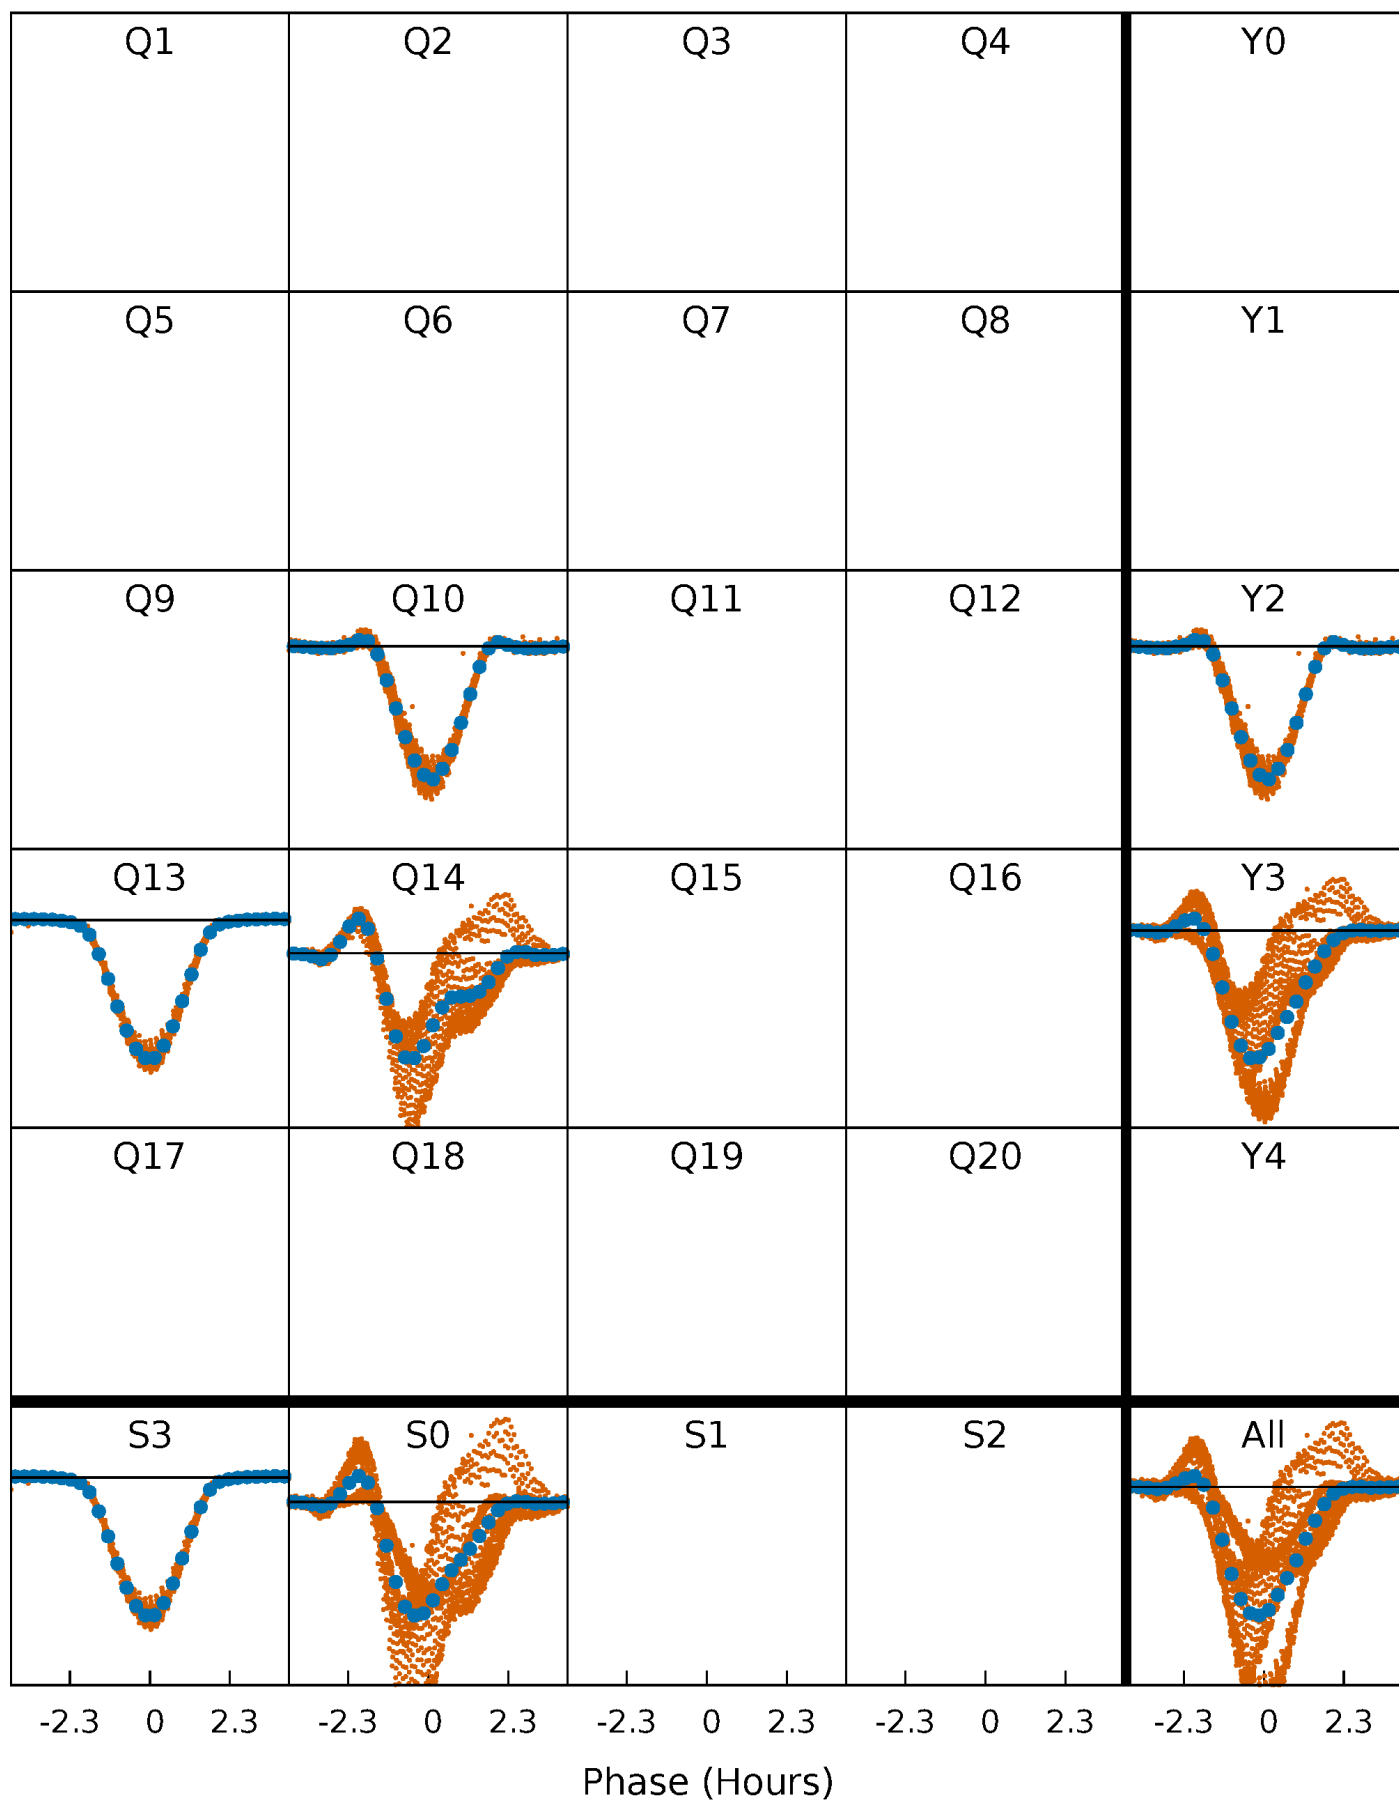 Q1 Q2 Q3 Q4 Y0
Q5 Q6 Q7 Q8 Y1
Q9 Q10 Q11 Q12 Y2
Q13 Q14 Q15 Q16 Y3
Q17 Q18 Q19 Q20 Y4
S3 S0 S1 S2 All
-2.3 0 2.3 -2.3 0 2.3 -2.3 0 2.3 -2.3 0 2.3 -2.3 0 2.3
Phase (Hours)